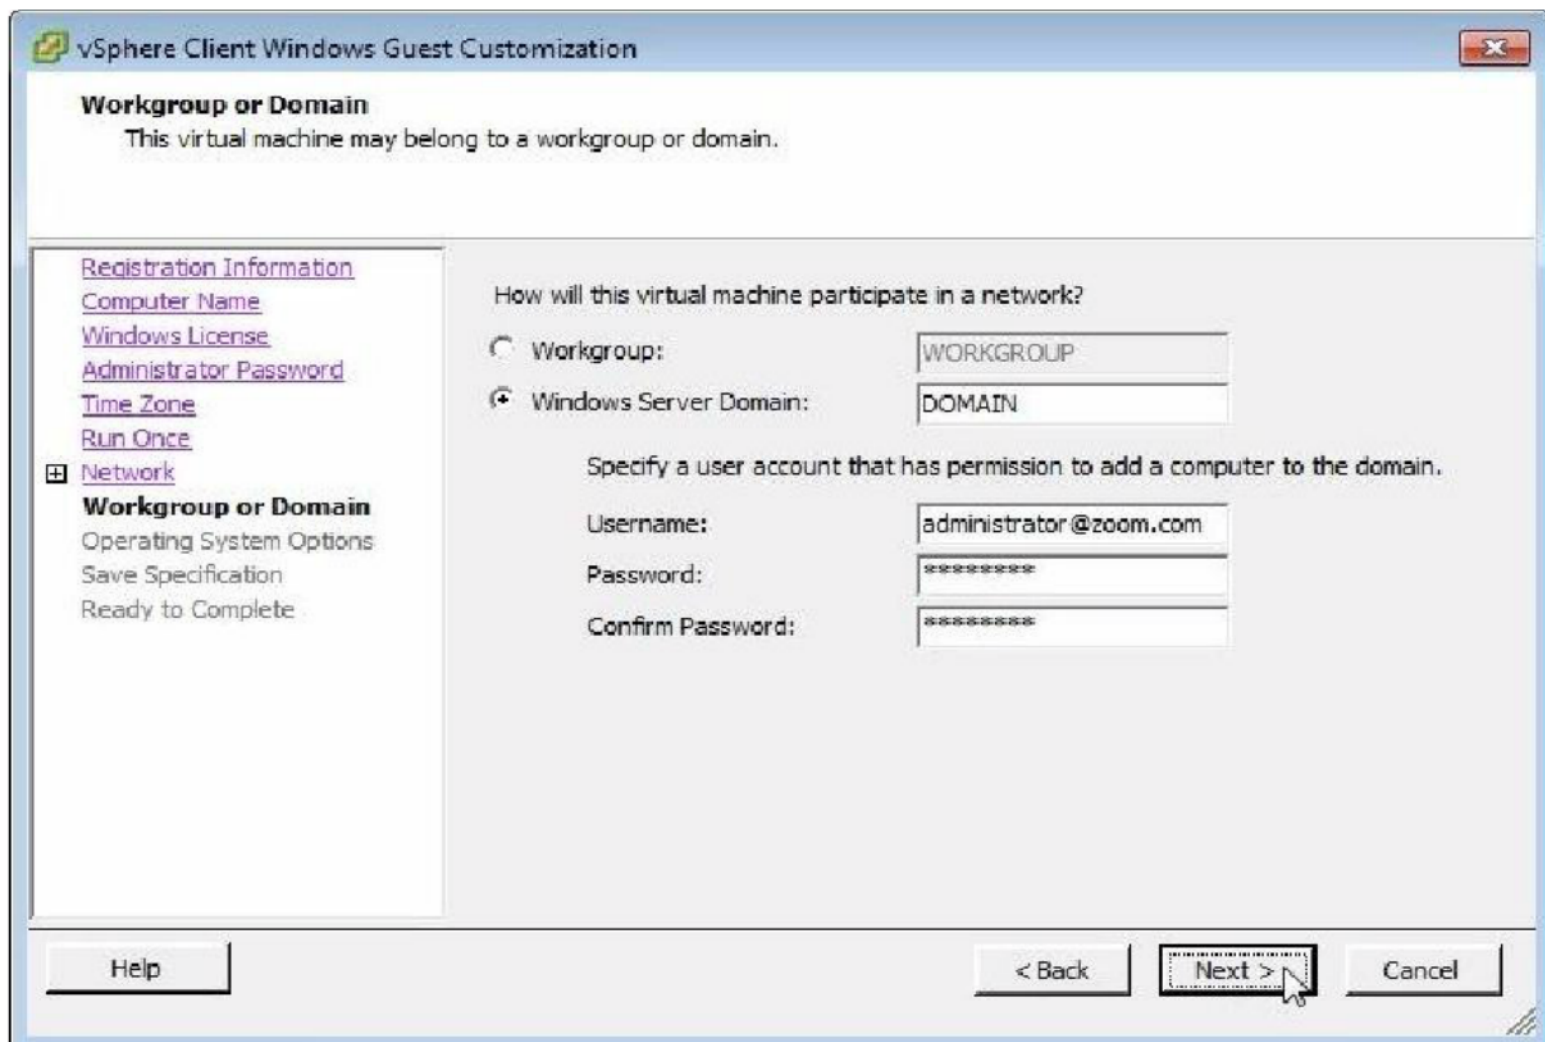 vSphere Client Windows Guest Customization
Workgroup or Domain
This virtual machine may belong to a workgroup or domain.
Registration Information
Computer Name
Windows License
Administrator Password
Time Zone
Run Once
Network
Workgroup or Domain
Operating System Options
Save Specification
Ready to Complete
How will this virtual machine participate in a network?
Workgroup: WORKGROUP
Windows Server Domain: DOMAIN
Specify a user account that has permission to add a computer to the domain.
Username: administrator@zoom.com
Password: ********
Confirm Password: ********
Help < Back Next > Cancel